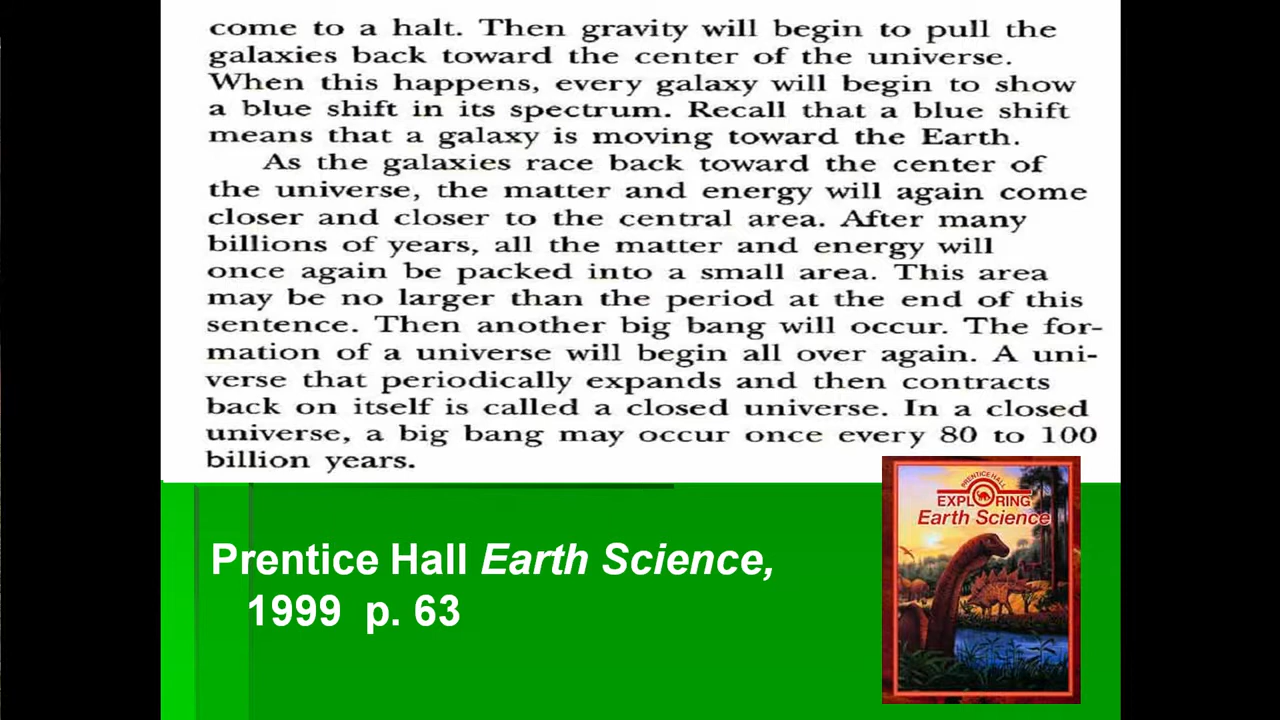 come to a halt. Then gravity will begin to pull the
galaxies back toward the center of the universe.
When this happens, every galaxy will begin to show
a blue shift in its spectrum. Recall that a blue shift
means that a galaxy is moving toward the Earth.
As the galaxies race back toward the center of
the universe, the matter and energy will again come
closer and closer to the central area. After many
billions of years, all the matter and energy will
once again be packed into a small area. This area
may be no larger than the period at the end of this
sentence. Then another big bang will occur. The for-
mation of a universe will begin all over again. A uni-
verse that periodically expands and then contracts
back on itself is called a closed universe. In a closed
universe, a big bang may occur once every 80 to 100
billion years.
PRENTICE HALL
EXPLORING
Earth Science
Prentice Hall Earth Science,
1999 p. 63